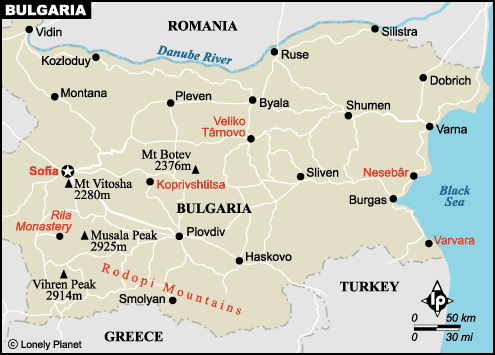 BULGARIA
ROMANIA
Vidin
Danube River
Silistra
Ruse
Kozloduy
Dobrich
Montana
Pleven
Byala
Shumen
Veliko
Târnovo
Varna
Mt Botev
2376m
Sofia
Mt Vitosha
2280m
Koprivshtitsa
Sliven
Nesebâr
Black
Sea
Burgas
BULGARIA
Rila
Monastery
Musala Peak
2925m
Plovdiv
Varvara
Haskovo
Rodopi Mountains
Vihren Peak
2914m
Smolyan
TURKEY
lp
0 50 km
0 30 mi
GREECE
© Lonely Planet